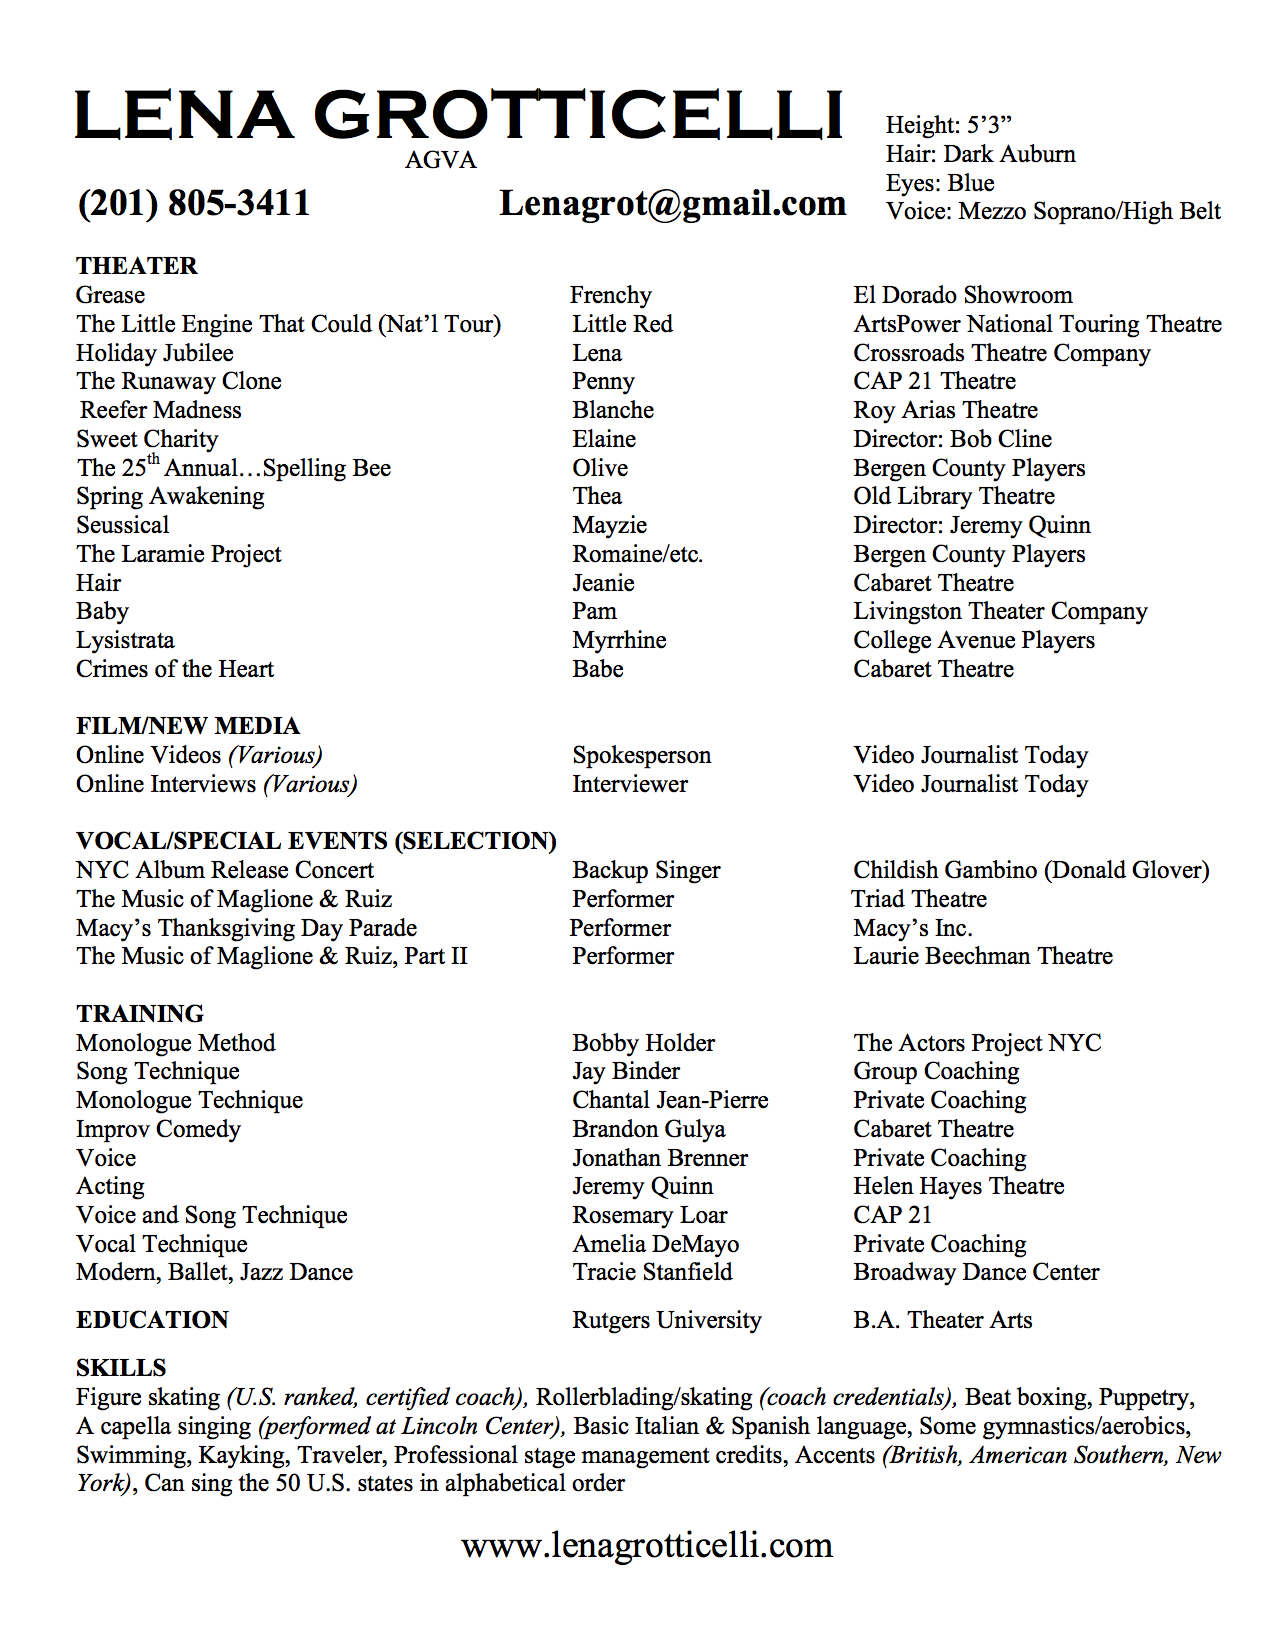 LENA GROTTICELLI
AGVA
(201) 805-3411 Lenagrot@gmail.com
Height: 5’3”
Hair: Dark Auburn
Eyes: Blue
Voice: Mezzo Soprano/High Belt
THEATER
Grease Frenchy El Dorado Showroom
The Little Engine That Could (Nat’l Tour) Little Red ArtsPower National Touring Theatre
Holiday Jubilee Lena Crossroads Theatre Company
The Runaway Clone Penny CAP 21 Theatre
Reefer Madness Blanche Roy Arias Theatre
Sweet Charity Elaine Director: Bob Cline
The 25th Annual…Spelling Bee Olive Bergen County Players
Spring Awakening Thea Old Library Theatre
Seussical Mayzie Director: Jeremy Quinn
The Laramie Project Romaine/etc. Bergen County Players
Hair Jeanie Cabaret Theatre
Baby Pam Livingston Theater Company
Lysistrata Myrrhine College Avenue Players
Crimes of the Heart Babe Cabaret Theatre
FILM/NEW MEDIA
Online Videos (Various) Spokesperson Video Journalist Today
Online Interviews (Various) Interviewer Video Journalist Today
VOCAL/SPECIAL EVENTS (SELECTION)
NYC Album Release Concert Backup Singer Childish Gambino (Donald Glover)
The Music of Maglione & Ruiz Performer Triad Theatre
Macy’s Thanksgiving Day Parade Performer Macy’s Inc.
The Music of Maglione & Ruiz, Part II Performer Laurie Beechman Theatre
TRAINING
Monologue Method Bobby Holder The Actors Project NYC
Song Technique Jay Binder Group Coaching
Monologue Technique Chantal Jean-Pierre Private Coaching
Improv Comedy Brandon Gulya Cabaret Theatre
Voice Jonathan Brenner Private Coaching
Acting Jeremy Quinn Helen Hayes Theatre
Voice and Song Technique Rosemary Loar CAP 21
Vocal Technique Amelia DeMayo Private Coaching
Modern, Ballet, Jazz Dance Tracie Stanfield Broadway Dance Center
EDUCATION Rutgers University B.A. Theater Arts
SKILLS
Figure skating (U.S. ranked, certified coach), Rollerblading/skating (coach credentials), Beat boxing, Puppetry,
A capella singing (performed at Lincoln Center), Basic Italian & Spanish language, Some gymnastics/aerobics,
Swimming, Kayking, Traveler, Professional stage management credits, Accents (British, American Southern, New
York), Can sing the 50 U.S. states in alphabetical order
www.lenagrotticelli.com